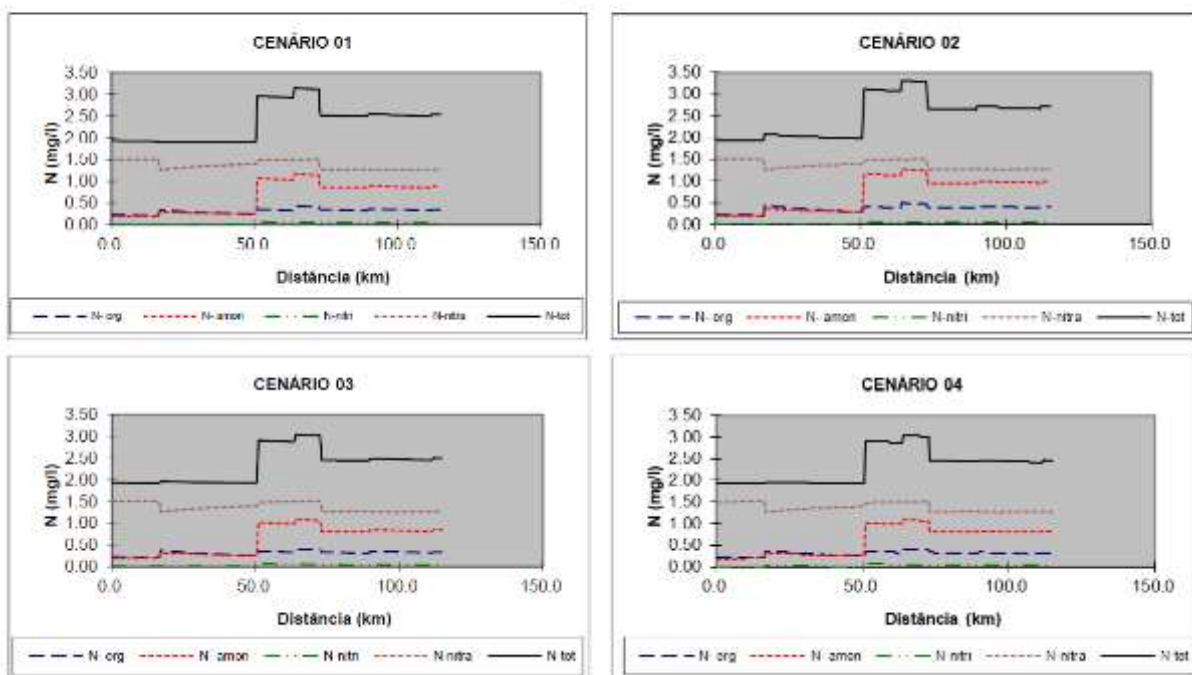 CENÁRIO 01
N (mg/l)
3.50
3.00
2.50
2.00
1.50
1.00
0.50
0.00
0.0 50.0 100.0 150.0
Distância (km)
N- org N- amon N-nitri N-nitra N-tot
CENÁRIO 02
N (mg/l)
3.50
3.00
2.50
2.00
1.50
1.00
0.50
0.00
0.0 50.0 100.0 150.0
Distância (km)
N- org N- amon N-nitri N-nitra N-tot
CENÁRIO 03
N (mg/l)
3.50
3.00
2.50
2.00
1.50
1.00
0.50
0.00
0.0 50.0 100.0 150.0
Distância (km)
N- org N- amon N-nitri N-nitra N-tot
CENÁRIO 04
N (mg/l)
3.50
3.00
2.50
2.00
1.50
1.00
0.50
0.00
0.0 50.0 100.0 150.0
Distância (km)
N- org N- amon N-nitri N-nitra N-tot